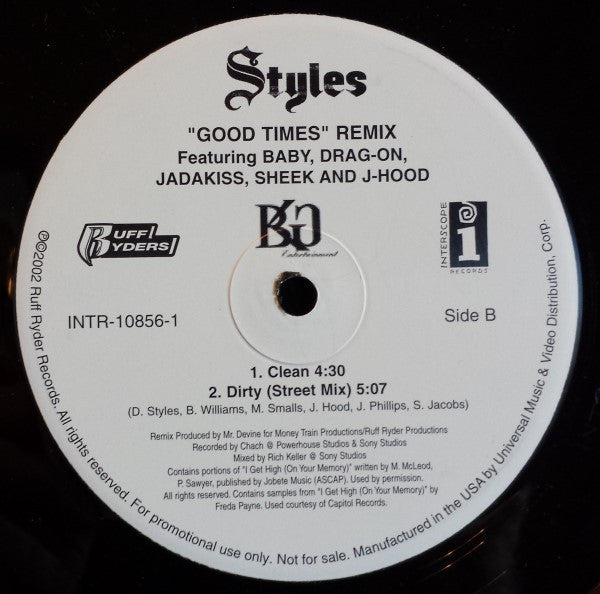 Styles
"GOOD TIMES" REMIX
Featuring BABY, DRAG-ON,
JADAKISS, SHEEK AND J-HOOD
RUFF
RYDERS
Entertainment
INTERSCOPE
i
RECORDS
INTR-10856-1
Side B
1. Clean 4:30
2. Dirty (Street Mix) 5:07
(D. Styles, B. Williams, M. Smalls, J. Hood, J. Phillips, S. Jacobs)
Remix Produced by Mr. Devine for Money Train Productions/Ruff Ryder Productions
Recorded by Chach @ Powerhouse Studios & Sony Studios
Mixed by Rich Keller @ Sony Studios
Contains portions of "I Get High (On Your Memory)" written by M. McLeod,
P. Sawyer, published by Jobete Music (ASCAP). Used by permission.
All rights reserved. Contains samples from "I Get High (On Your Memory)" by
Freda Payne. Used courtesy of Capitol Records.
℗©2002 Ruff Ryder Records. All rights reserved. For promotional use only. Not for sale. Manufactured in the USA by Universal Music & Video Distribution, Corp.